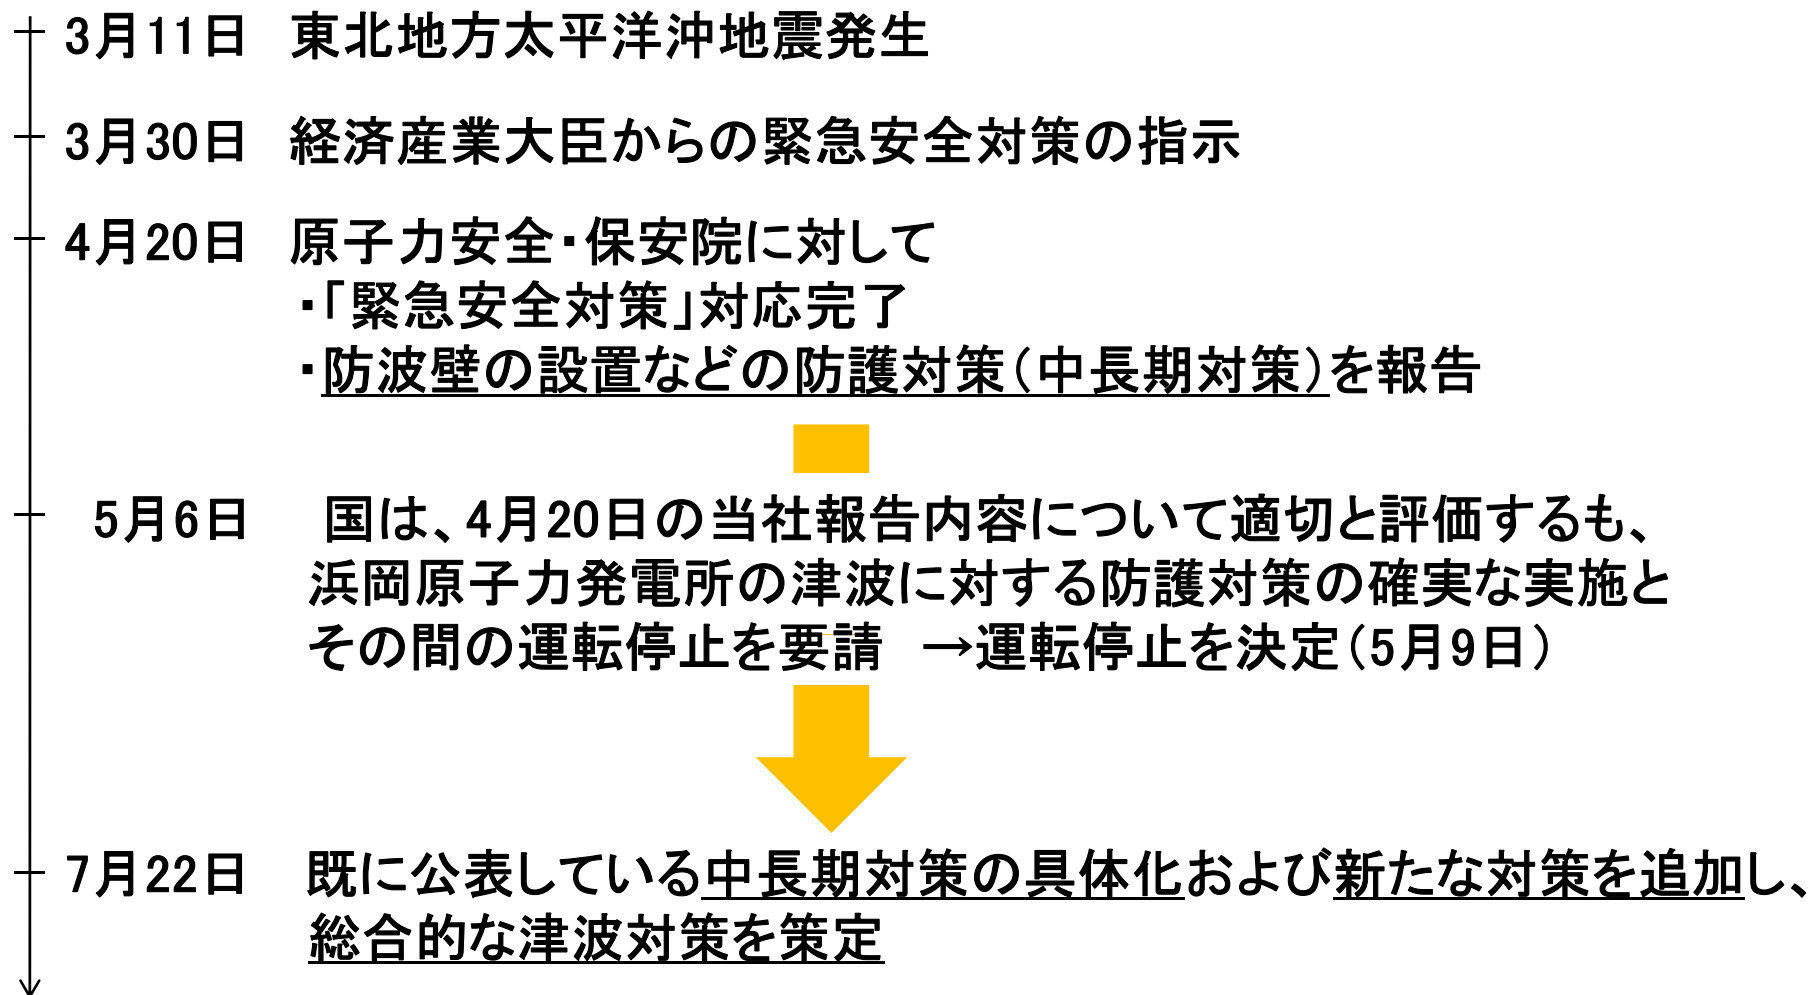 3月11日 東北地方太平洋沖地震発生
3月30日 経済産業大臣からの緊急安全対策の指示
4月20日 原子力安全・保安院に対して
・「緊急安全対策」対応完了
・防波壁の設置などの防護対策(中長期対策)を報告
5月6日 国は、4月20日の当社報告内容について適切と評価するも、
浜岡原子力発電所の津波に対する防護対策の確実な実施と
その間の運転停止を要請 →運転停止を決定(5月9日)
7月22日 既に公表している中長期対策の具体化および新たな対策を追加し、
総合的な津波対策を策定